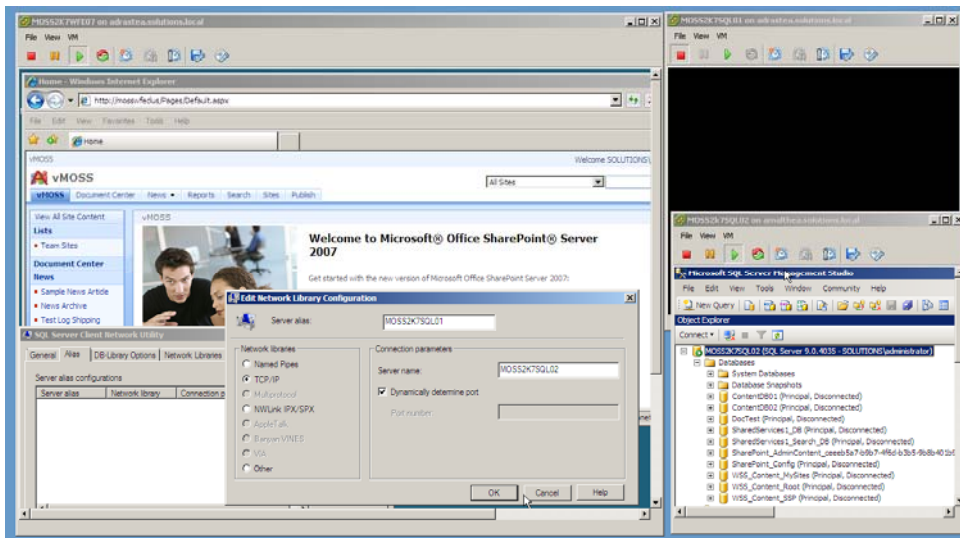 MOSS2K7WFE07 on adrastea.solutions.local
File View VM
Home - Windows Internet Explorer
File Edit View Favorites Tools Help
Home
vMOSS
Welcome SOLUTIONS\
vMOSS
All Sites
vMOSS Document Center News Reports Search Sites Publish
View All Site Content
Lists
Team Sites
Document Center
News
Sample News Article
News Archive
Test Log Shipping
vMOSS
Welcome to Microsoft® Office SharePoint® Server 2007
Get started with the new version of Microsoft Office SharePoint Server 2007:
SQL Server Client Network Utility
General Alias DB-Library Options Network Libraries
Server alias configurations
Server alias Network library Connection p
Edit Network Library Configuration
Server alias: MOSS2K7SQL01
Network libraries
Named Pipes
TCP/IP
Multiprotocol
NWLink IPX/SPX
AppleTalk
Banyan VINES
VIA
Other
Connection parameters
Server name: MOSS2K7SQL02
Dynamically determine port
Port number:
OK Cancel Help
MOSS2K7SQL01 on adrastea.solutions.local
File View VM
MOSS2K7SQL02 on amalthea.solutions.local
File View VM
Microsoft SQL Server Management Studio
File Edit View Tools Window Community Help
New Query
Object Explorer
Connect
MOSS2K7SQL02 (SQL Server 9.0.4035 - SOLUTIONS\administrator)
Databases
System Databases
Database Snapshots
ContentDB01 (Principal, Disconnected)
ContentDB02 (Principal, Disconnected)
DocTest (Principal, Disconnected)
SharedServices1_DB (Principal, Disconnected)
SharedServices1_Search_DB (Principal, Disconnected)
SharePoint_Config (Principal, Disconnected)
WSS_Content_MySites (Principal, Disconnected)
WSS_Content_Root (Principal, Disconnected)
WSS_Content_SSP (Principal, Disconnected)